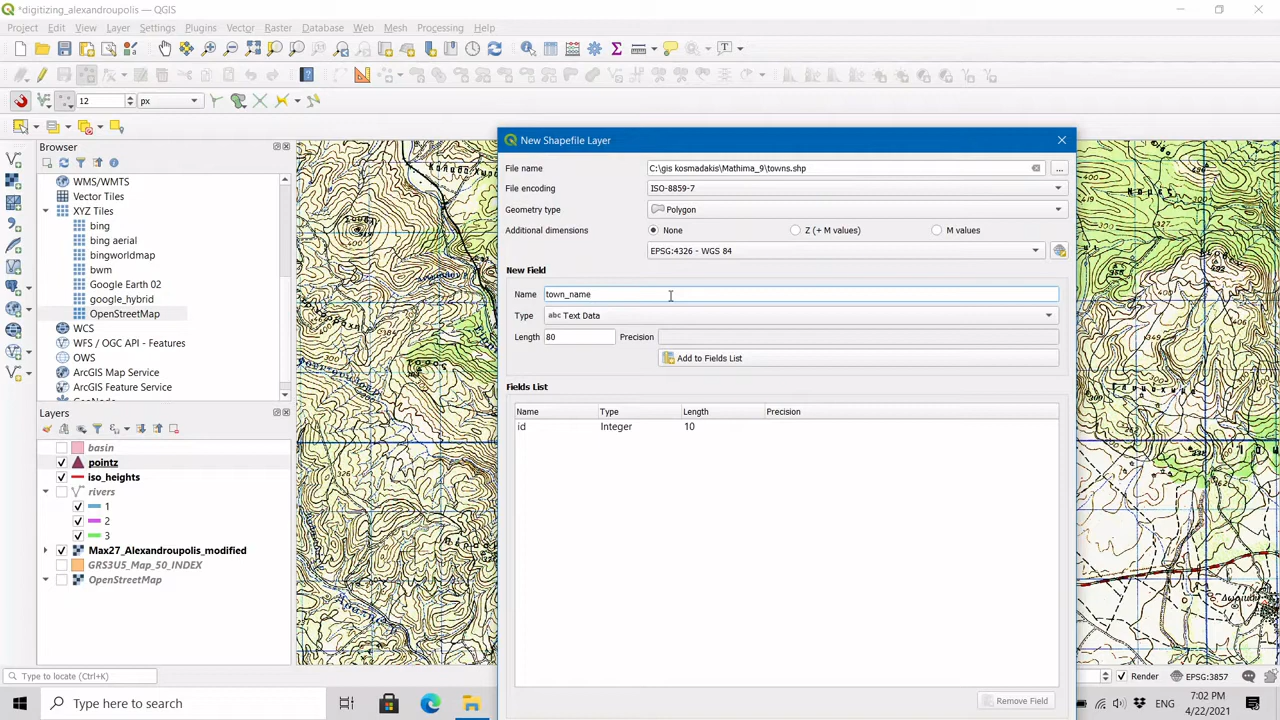 *digitizing_alexandroupolis — QGIS
Project Edit View Layer Settings Plugins Vector Raster Database Web Mesh Processing Help
12 px
Browser
WMS/WMTS
Vector Tiles
XYZ Tiles
bing
bing aerial
bingworldmap
bwm
Google Earth 02
google_hybrid
OpenStreetMap
WCS
WFS / OGC API - Features
OWS
ArcGIS Map Service
ArcGIS Feature Service
Layers
basin
pointz
iso_heights
rivers
1
2
3
Max27_Alexandroupolis_modified
GRS3U5_Map_50_INDEX
OpenStreetMap
New Shapefile Layer
File name C:\gis kosmadakis\Mathima_9\towns.shp ...
File encoding ISO-8859-7
Geometry type Polygon
Additional dimensions None Z (+ M values) M values
EPSG:4326 - WGS 84
New Field
Name town_name
Type abc Text Data
Length 80 Precision
Add to Fields List
Fields List
Name Type Length Precision
id Integer 10
Remove Field
Type to locate (Ctrl+K)
Render EPSG:3857
Type here to search
ENG 7:02 PM
4/22/2021